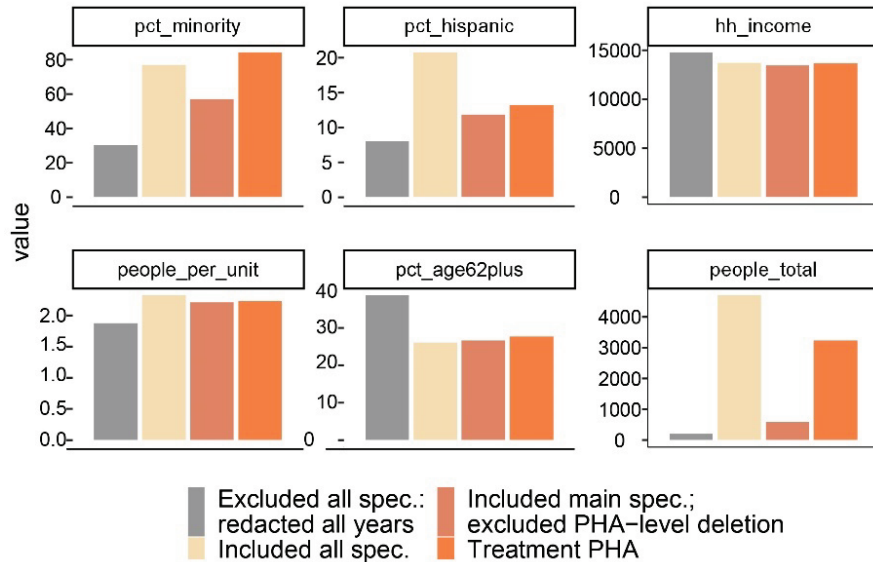 pct_minority
pct_hispanic
hh_income
80
60
40
20
0
20
15
10
5
0
15000
10000
5000
0
value
people_per_unit
pct_age62plus
people_total
2.0
1.5
1.0
0.5
0.0
40
30
20
10
0
4000
3000
2000
1000
0
Excluded all spec.:
redacted all years
Included all spec.
Included main spec.;
excluded PHA−level deletion
Treatment PHA